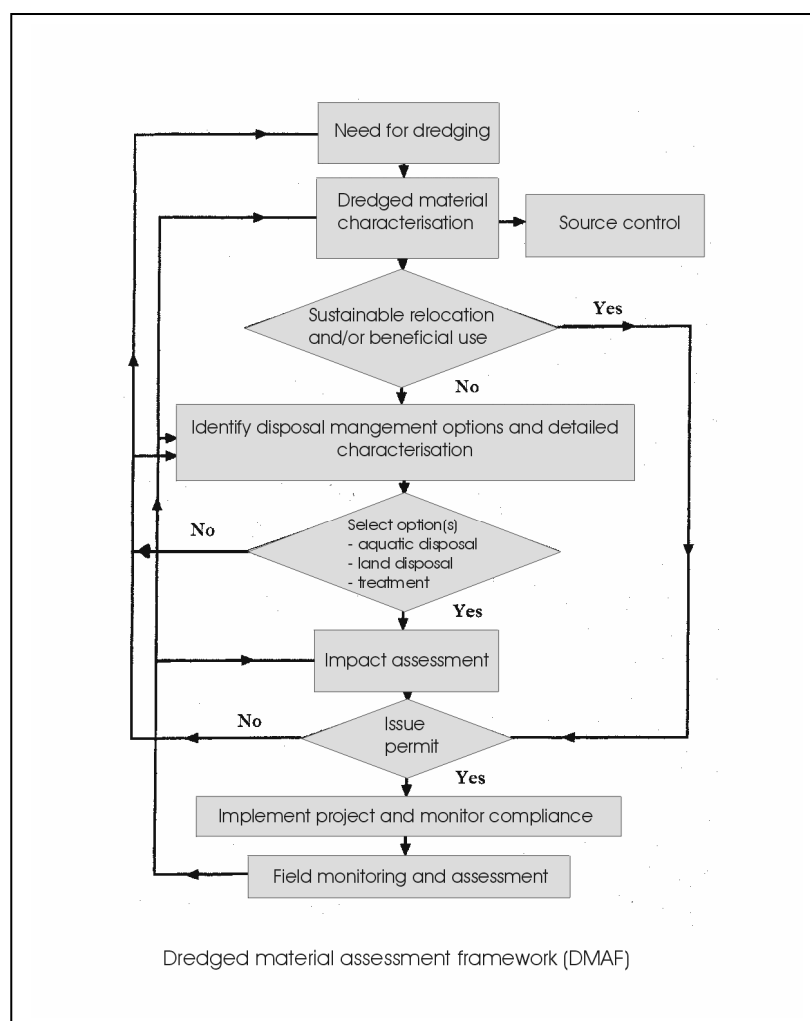 Need for dredging
Dredged material
characterisation
Source control
Sustainable relocation
and/or beneficial use
Yes
No
Identify disposal mangement options and detailed
characterisation
Select option(s)
- aquatic disposal
- land disposal
- treatment
No
Yes
Impact assessment
No
Issue
permit
Yes
Implement project and monitor compliance
Field monitoring and assessment
Dredged material assessment framework (DMAF)